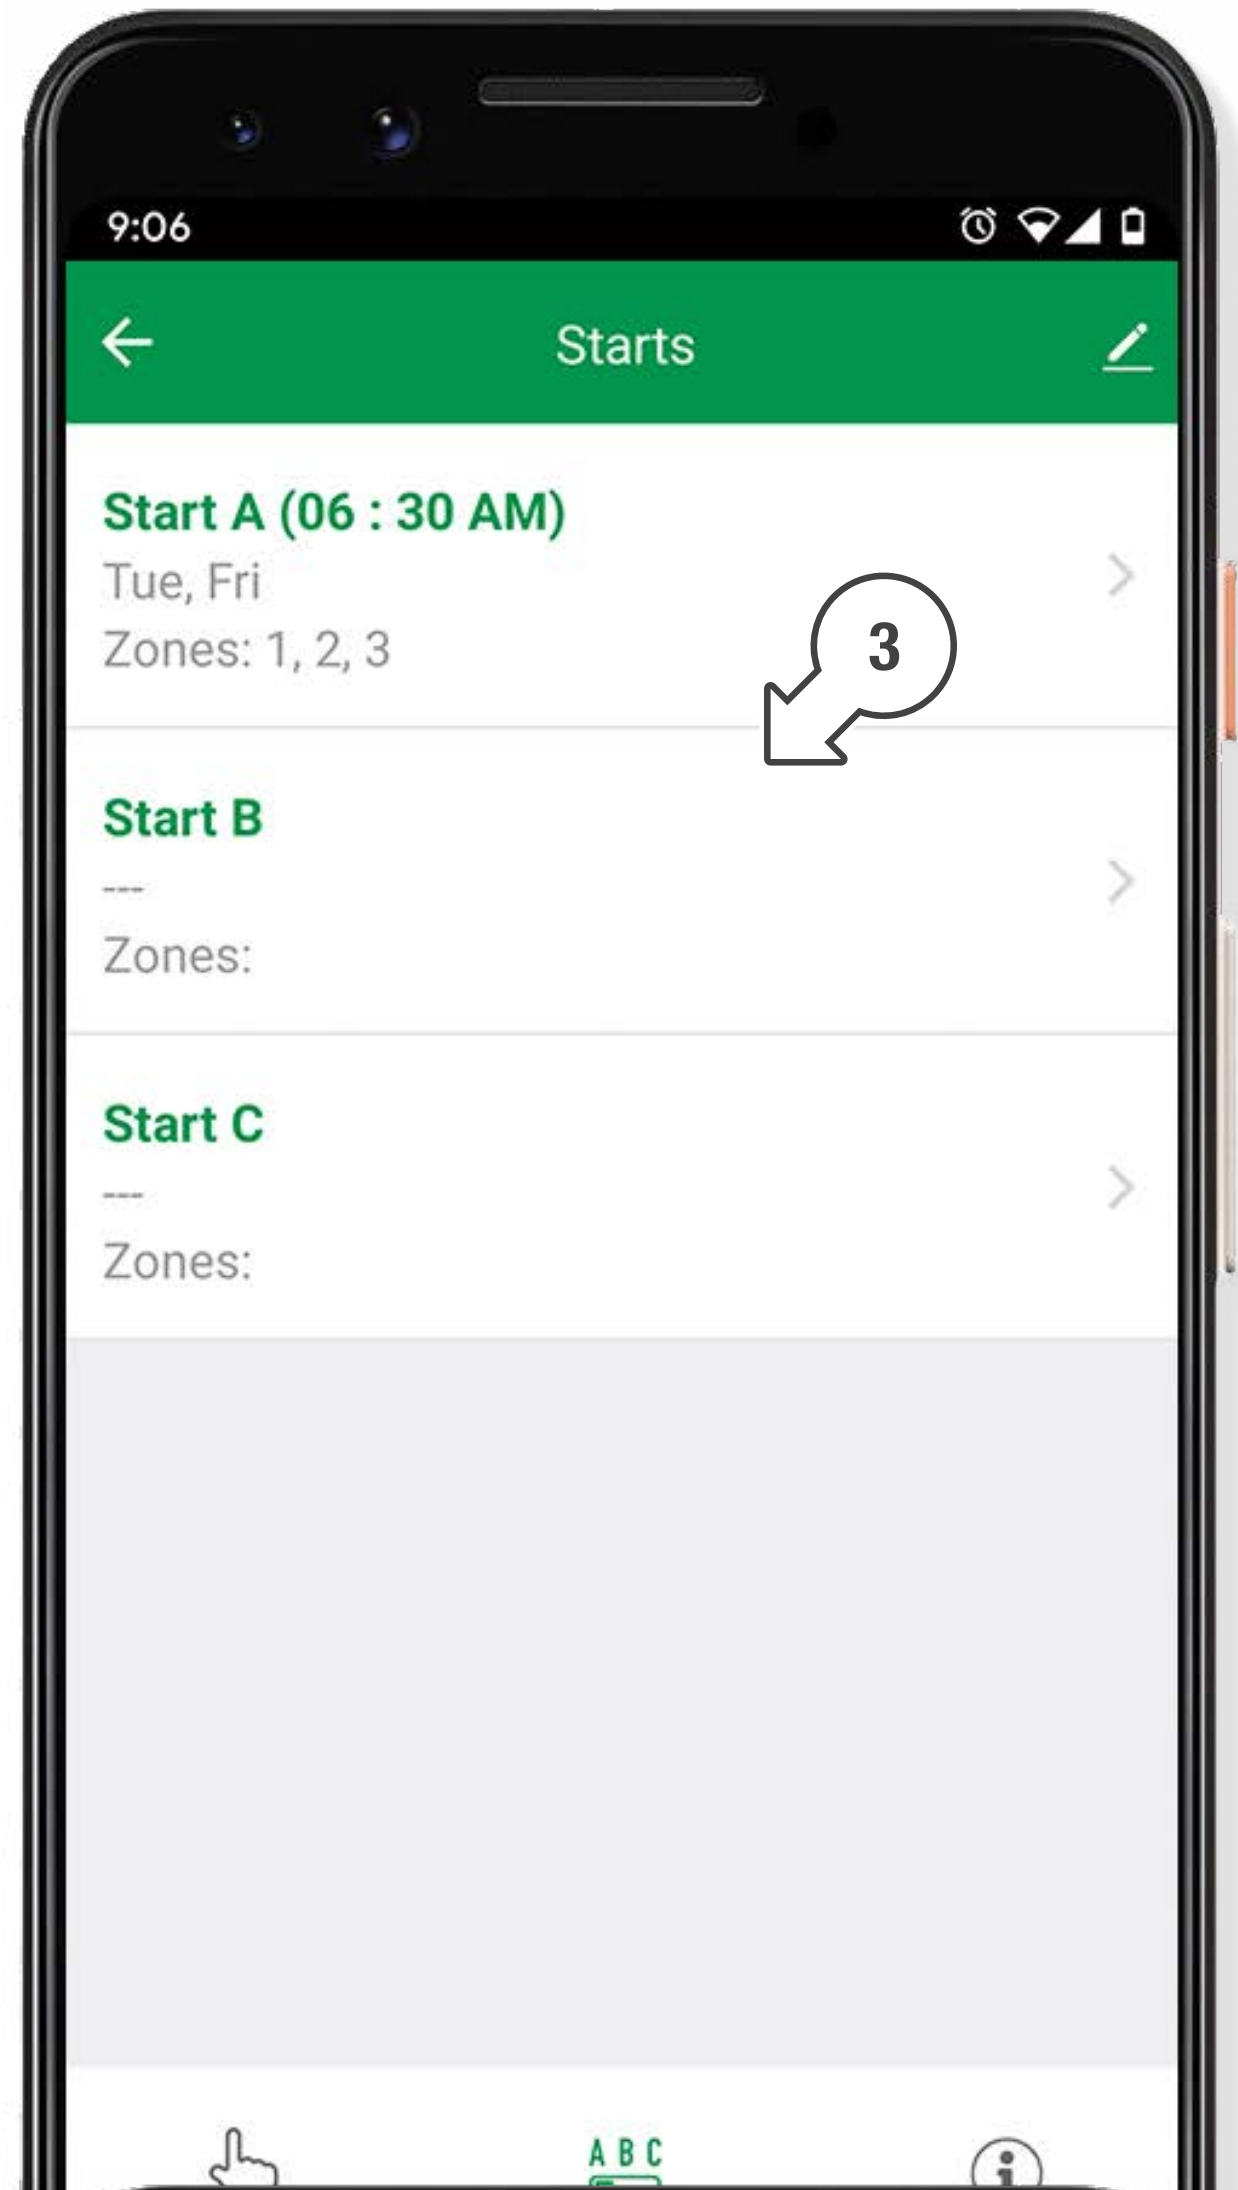 9:06
Starts
Start A (06 : 30 AM)
Tue, Fri
Zones: 1, 2, 3
3
Start B
---
Zones:
Start C
---
Zones:
A B C